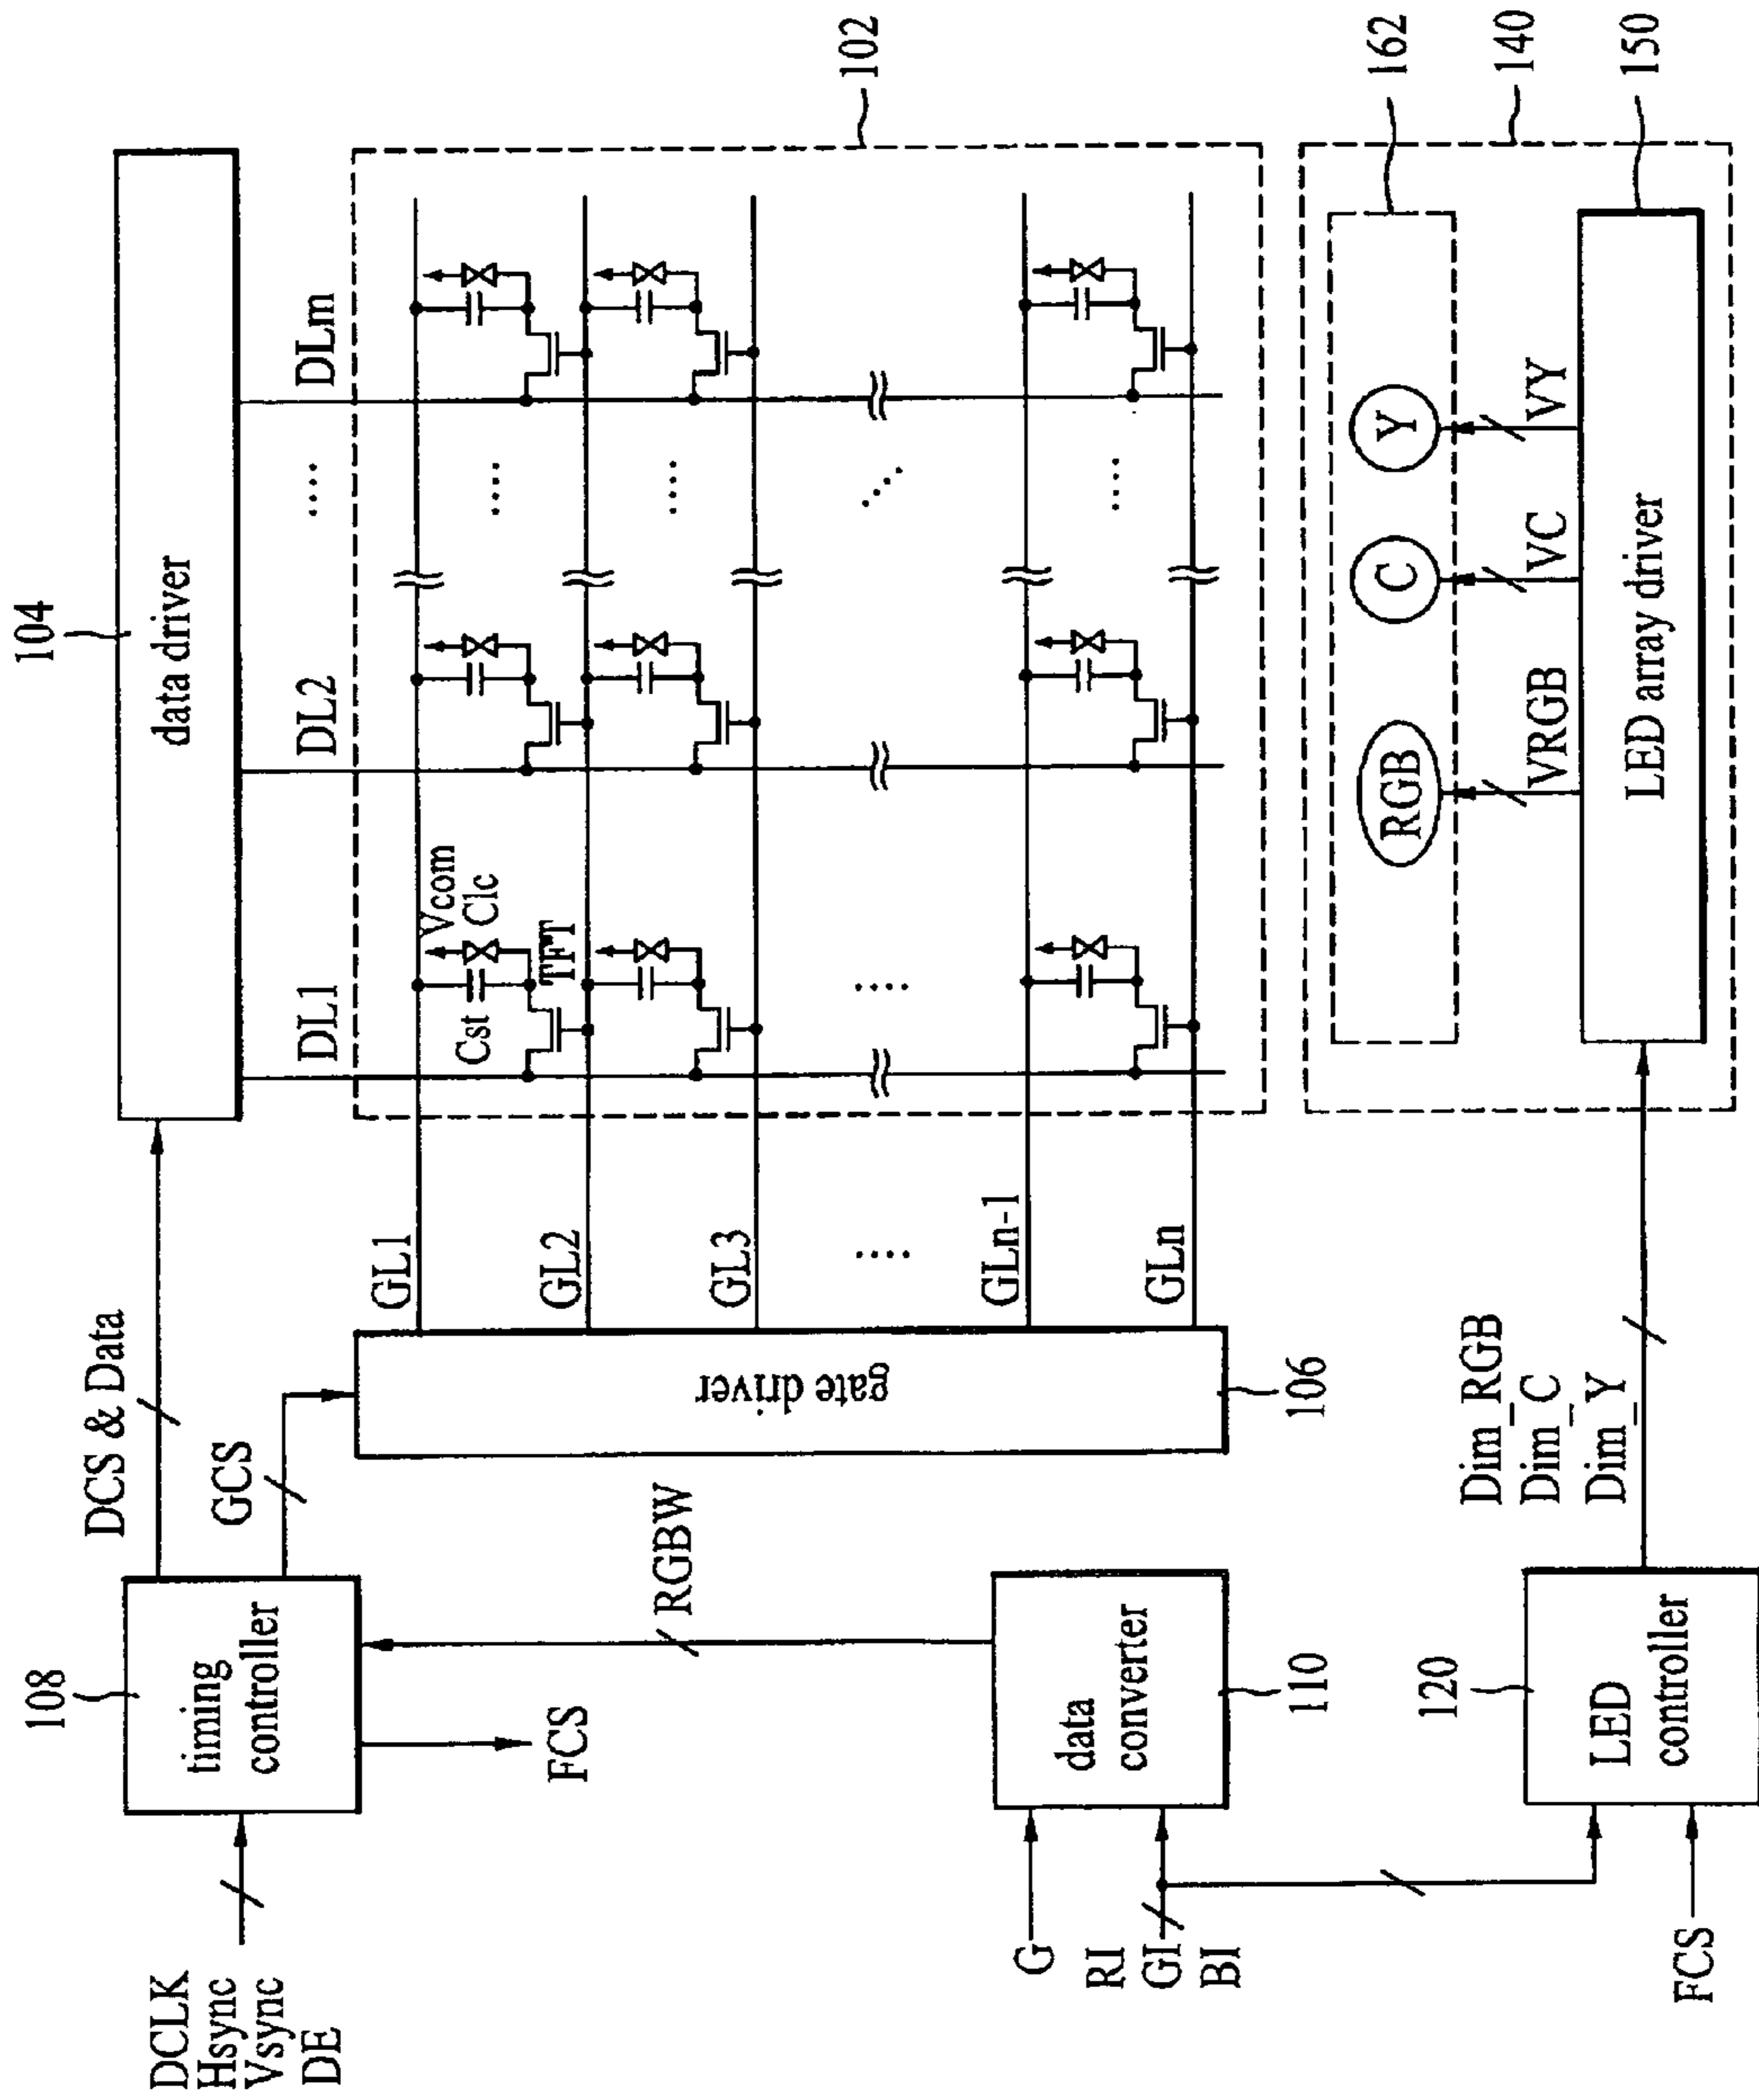 104
data driver
102
DCS & Data
GCS
DL1
DL2
....
DLm
108
timing
controller
DCLK
Hsync
Vsync
DE
FCS
RGBW
gate driver
106
GL1
GL2
GL3
....
GLn-1
GLn
Vcom
Clc
Cst
TFT
....
....
....
....
....
data
converter
110
G
RI
GI
BI
LED
controller
120
FCS
Dim_RGB
Dim_C
Dim_Y
RGB
C
Y
162
VRGB
VC
VY
140
LED array driver
150